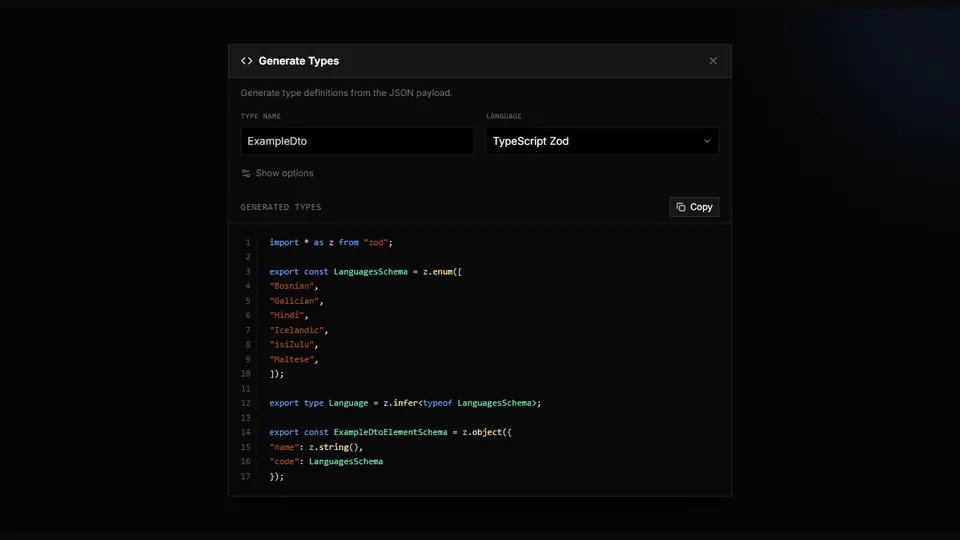 Generate Types
Generate type definitions from the JSON payload.
TYPE NAME
LANGUAGE
ExampleDto
TypeScript Zod
Show options
GENERATED TYPES
Copy
1 import * as z from "zod";
2
3 export const LanguagesSchema = z.enum([
4 "Bosnian",
5 "Galician",
6 "Hindi",
7 "Icelandic",
8 "isiZulu",
9 "Maltese",
10 ]);
11
12 export type Language = z.infer<typeof LanguagesSchema>;
13
14 export const ExampleDtoElementSchema = z.object({
15 "name": z.string(),
16 "code": LanguagesSchema
17 });